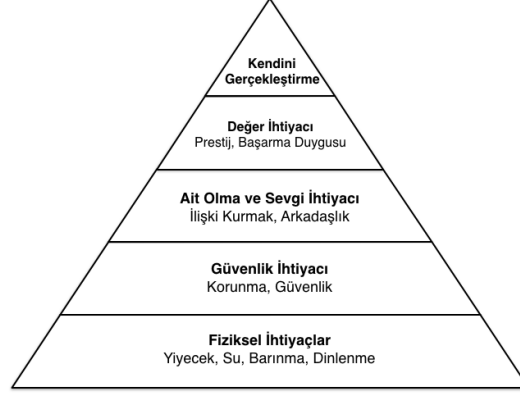 Kendini
Gerçekleştirme
Değer İhtiyacı
Prestij, Başarma Duygusu
Ait Olma ve Sevgi İhtiyacı
İlişki Kurmak, Arkadaşlık
Güvenlik İhtiyacı
Korunma, Güvenlik
Fiziksel İhtiyaçlar
Yiyecek, Su, Barınma, Dinlenme